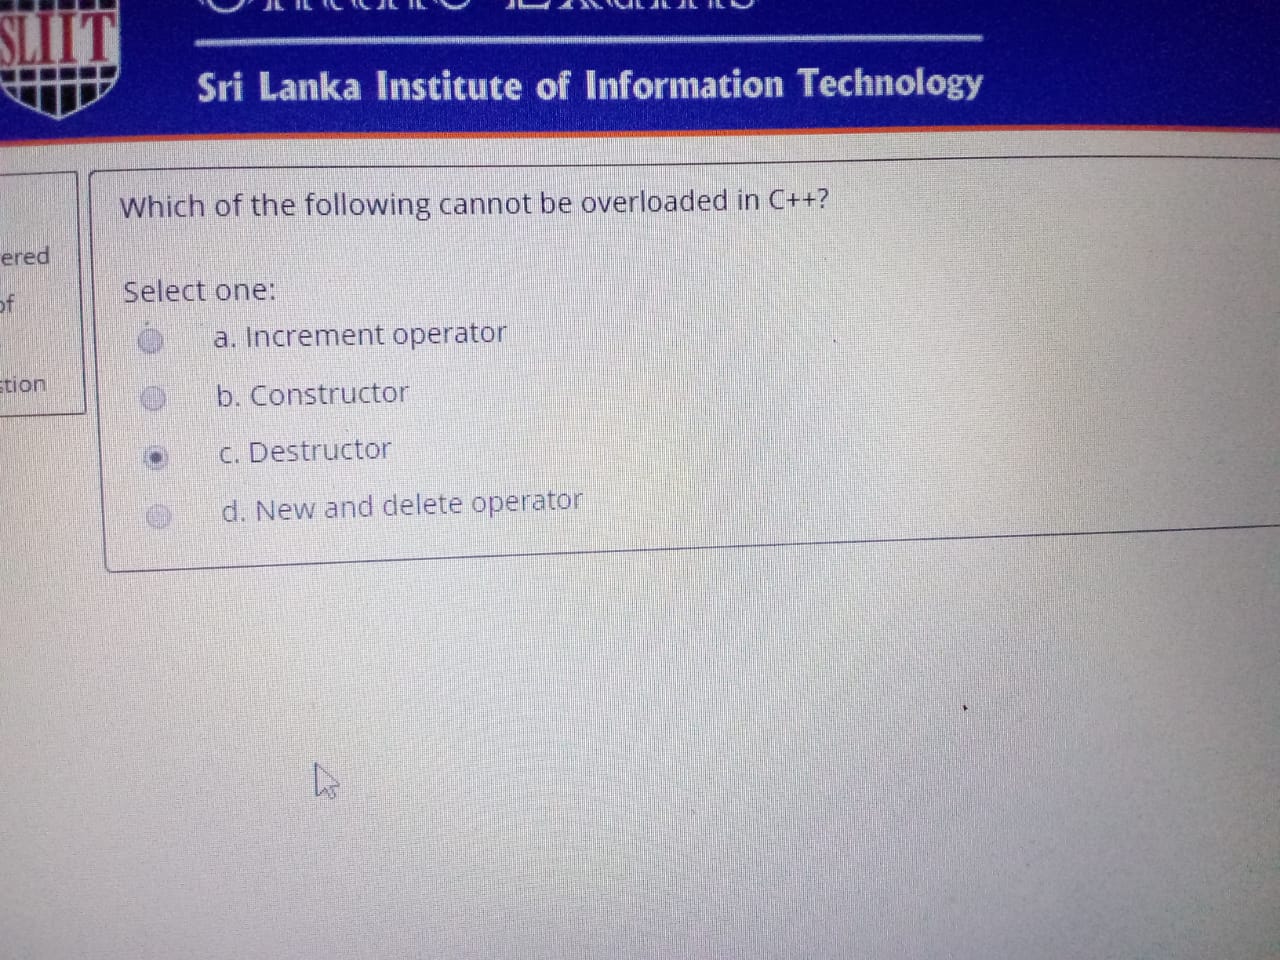 SLIIT
Sri Lanka Institute of Information Technology
ered
of
stion
Which of the following cannot be overloaded in C++?
Select one:
a. Increment operator
b. Constructor
c. Destructor
d. New and delete operator